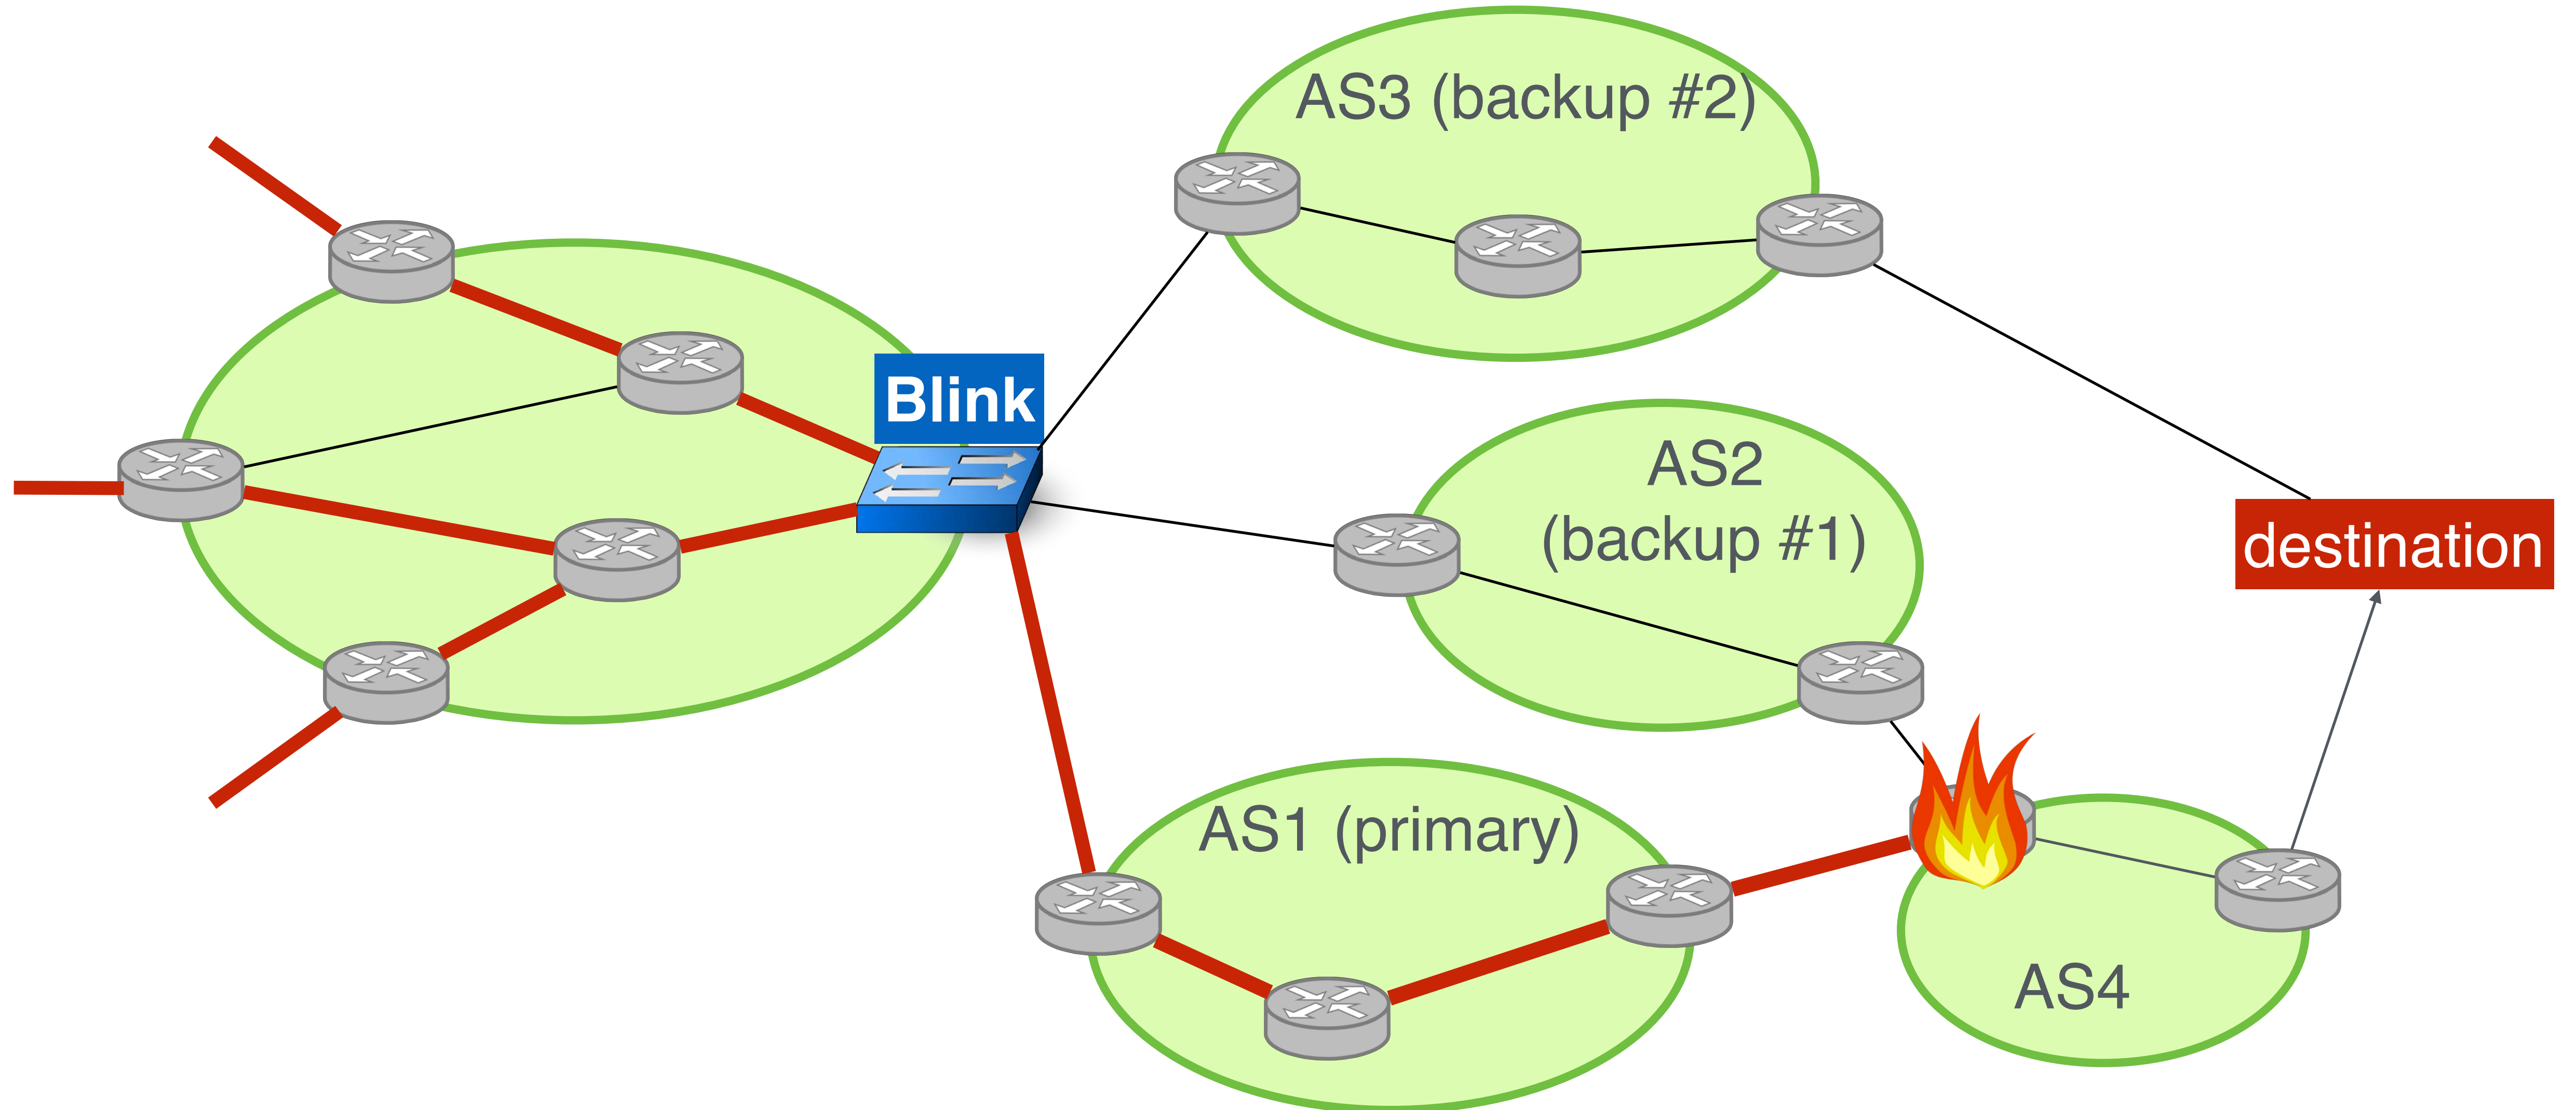 AS3 (backup #2)
Blink
AS2
(backup #1)
destination
AS1 (primary)
AS4